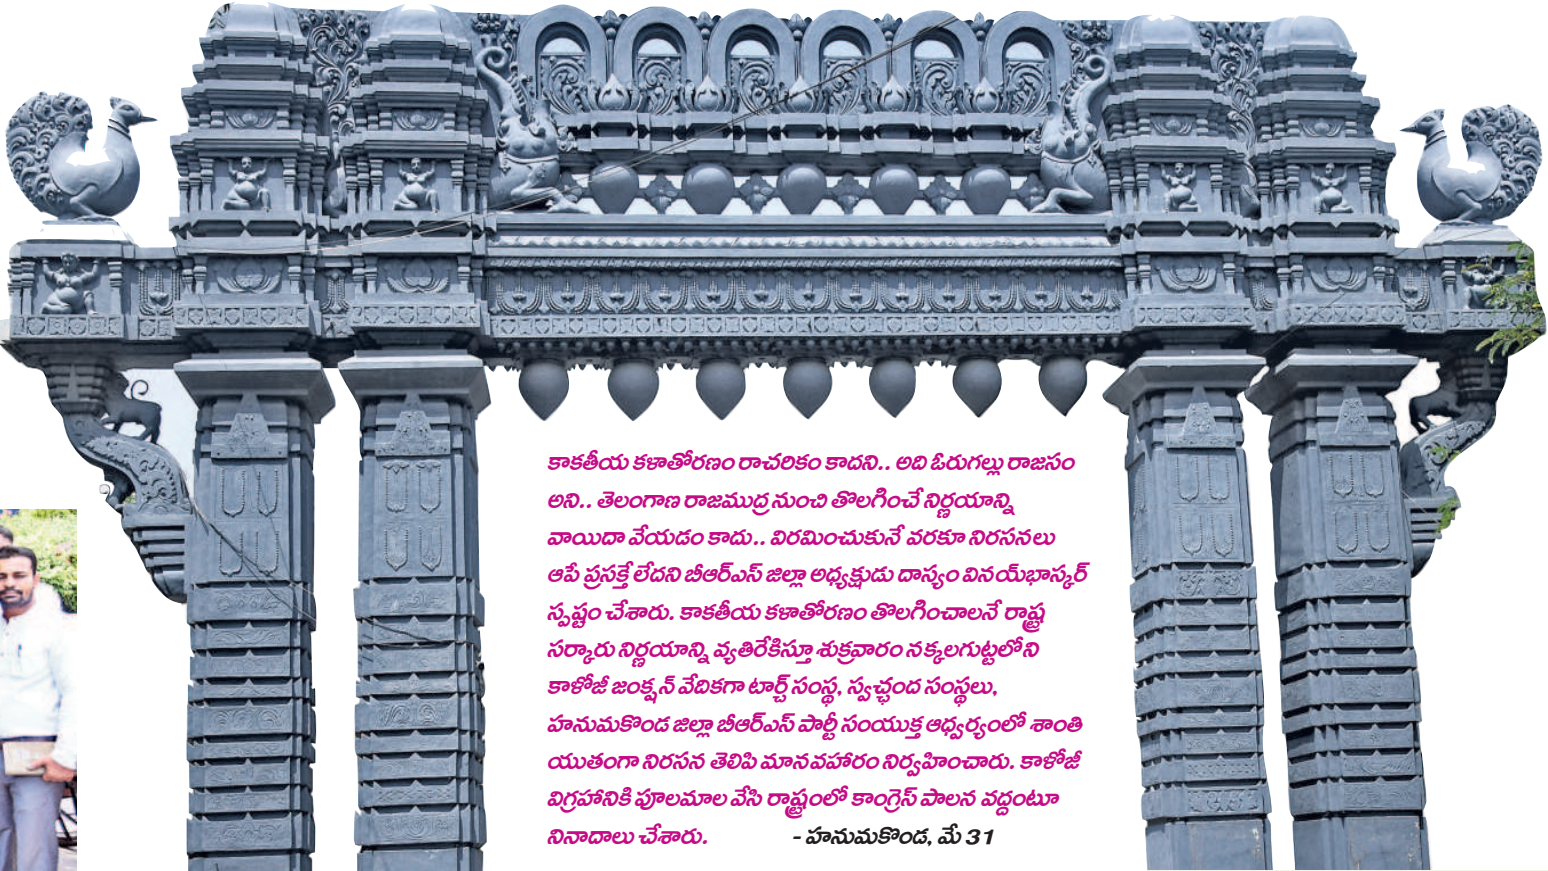 కాకతీయ కళాతోరణం రాచరికం కాదని.. అది ఓరుగల్లు రాజసం
అని.. తెలంగాణ రాజముద్ర నుంచి తొలగించే నిర్ణయాన్ని
వాయిదా వేయడం కాదు.. విరమించుకునే వరకూ నిరసనలు
ఆపే ప్రసక్తే లేదని బీఆర్ఎస్ జిల్లా అధ్యక్షుడు దాస్యం వినయ్‌భాస్కర్
స్పష్టం చేశారు. కాకతీయ కళాతోరణం తొలగించాలనే రాష్ట్ర
సర్కారు నిర్ణయాన్ని వ్యతిరేకిస్తూ శుక్రవారం నక్కలగుట్టలోని
కాళోజీ జంక్షన్ వేదికగా టార్చ్ సంస్థ, స్వచ్ఛంద సంస్థలు,
హనుమకొండ జిల్లా బీఆర్ఎస్ పార్టీ సంయుక్త ఆధ్వర్యంలో శాంతి
యుతంగా నిరసన తెలిపి మానవహారం నిర్వహించారు. కాళోజీ
విగ్రహానికి పూలమాల వేసి రాష్ట్రంలో కాంగ్రెస్ పాలన వద్దంటూ
నినాదాలు చేశారు. - హనుమకొండ, మే 31